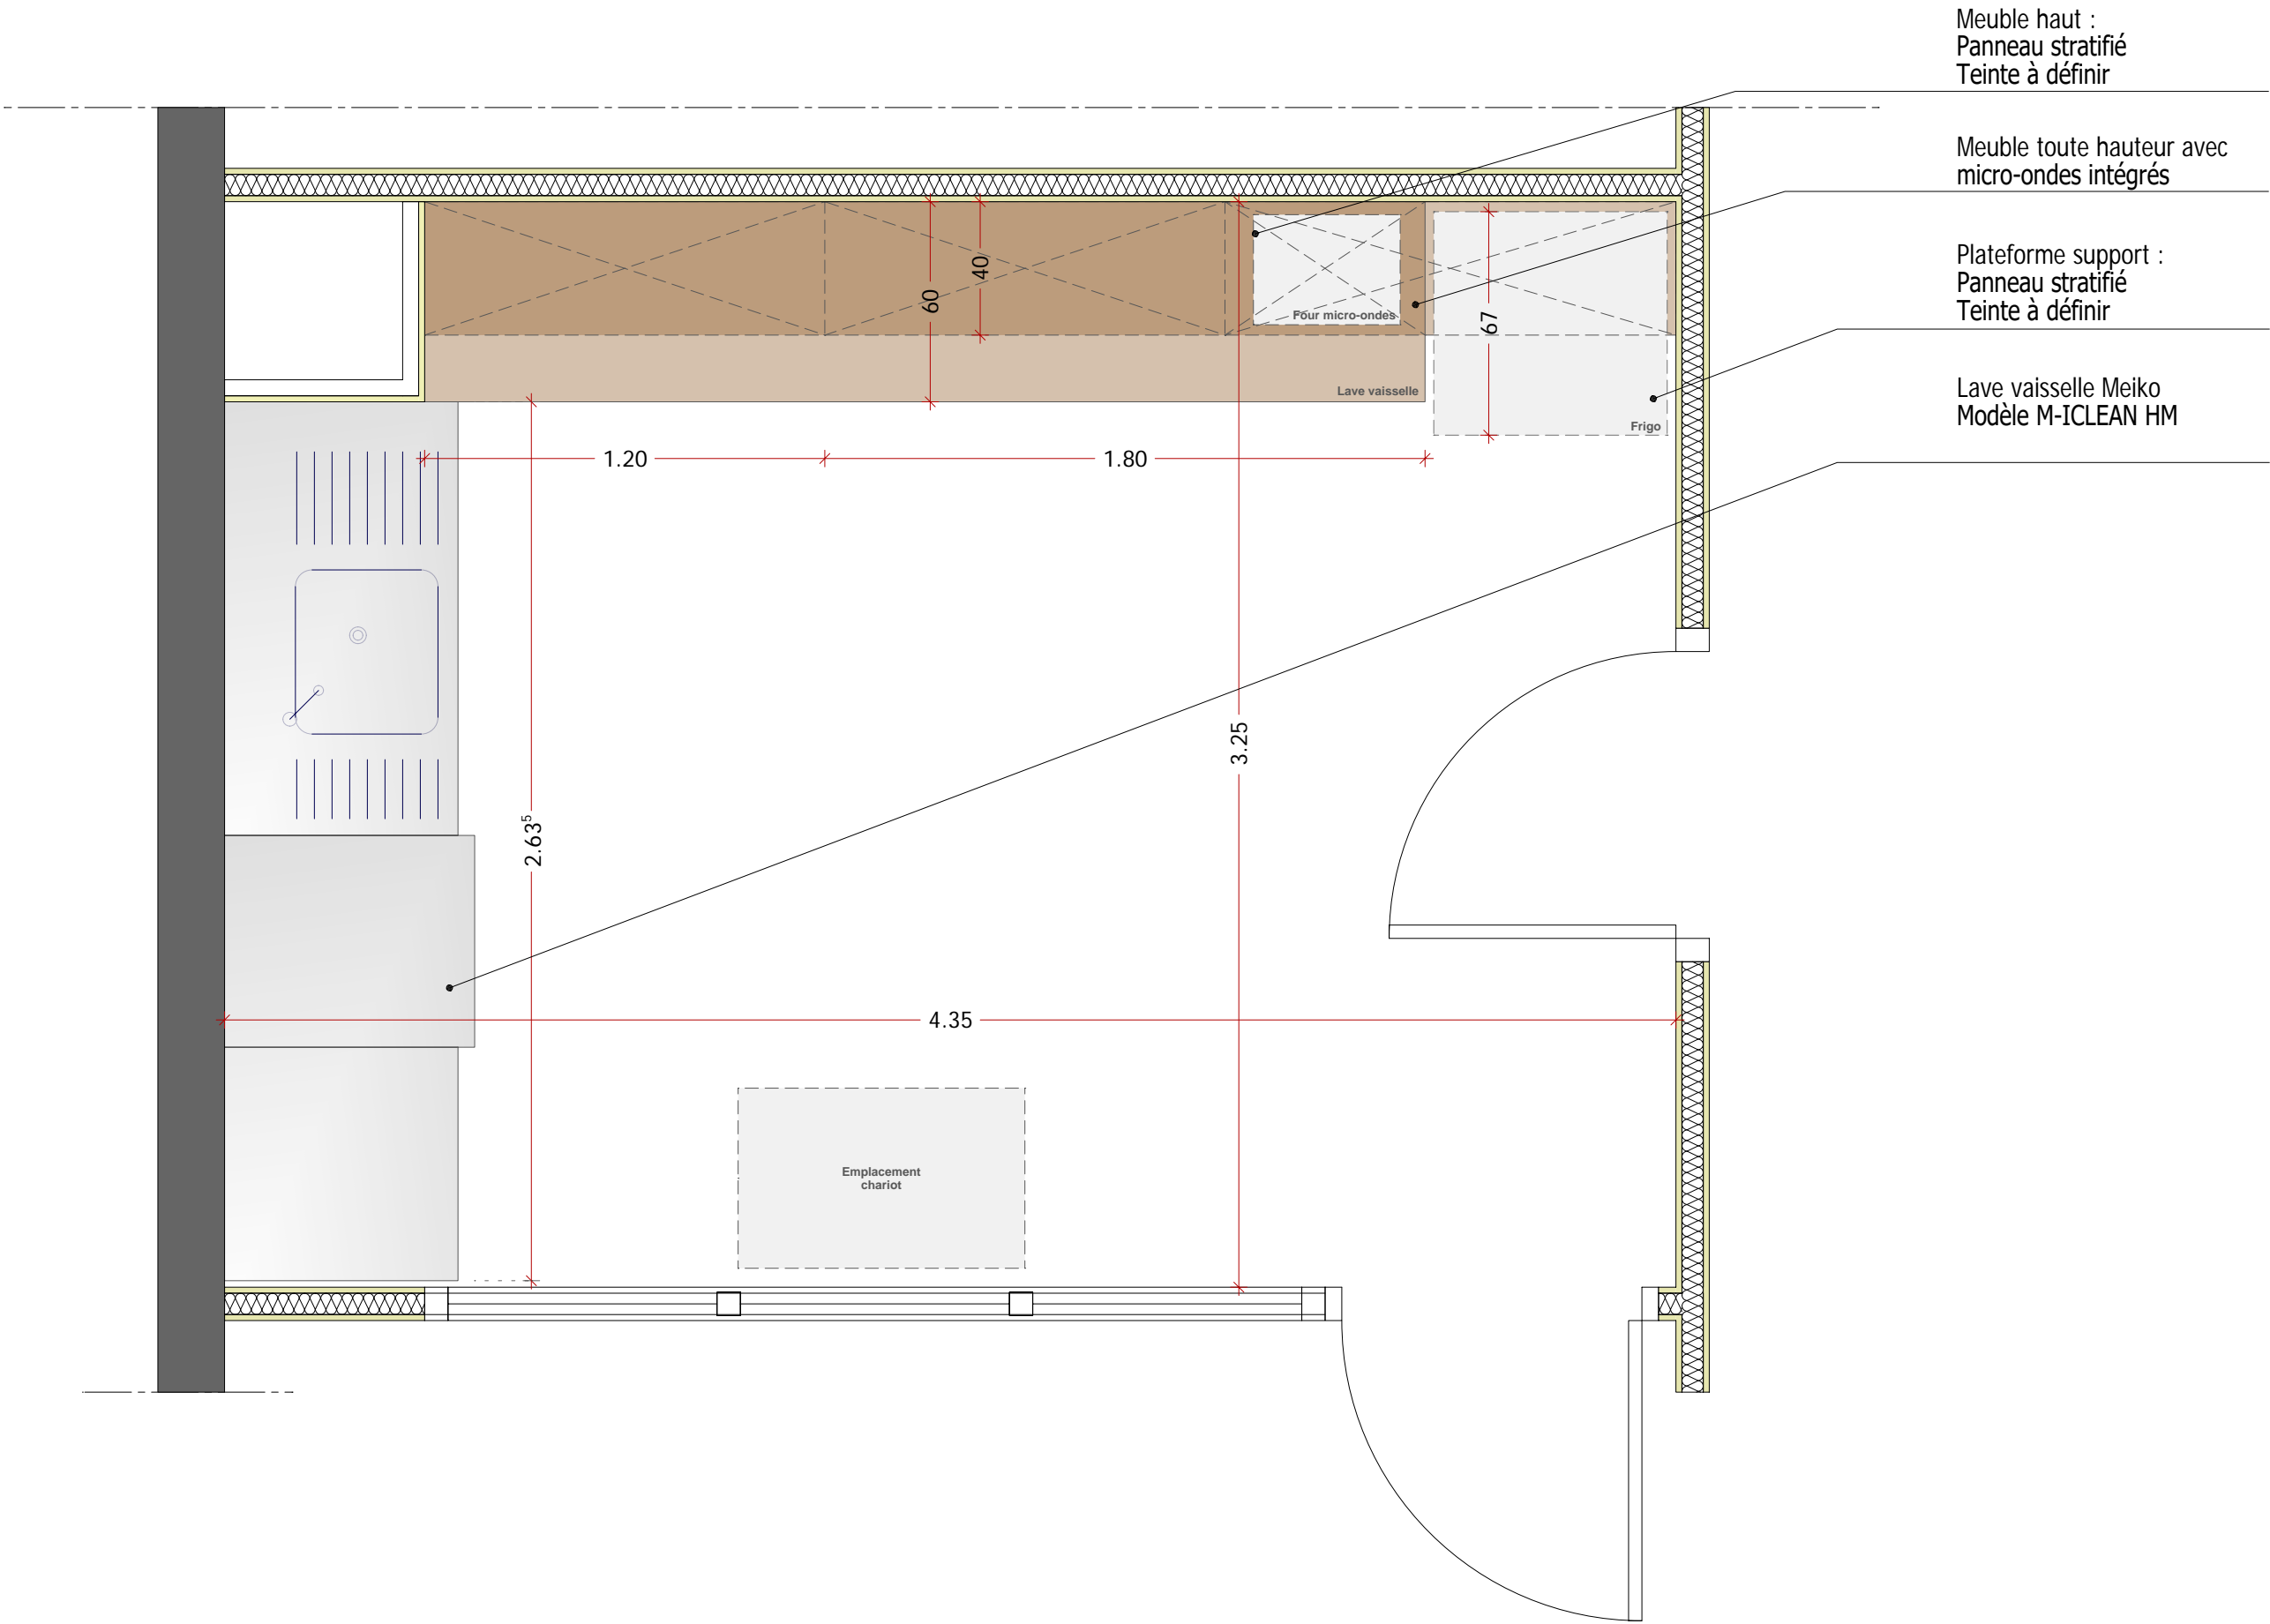 Meuble haut :
Panneau stratifié
Teinte à définir
Meuble toute hauteur avec
micro-ondes intégrés
Plateforme support :
Panneau stratifié
Teinte à définir
Lave vaisselle Meiko
Modèle M-ICLEAN HM
40
60
67
Four micro-ondes
Lave vaisselle
Frigo
1.20
1.80
3.25
2.63⁵
4.35
Emplacement
chariot